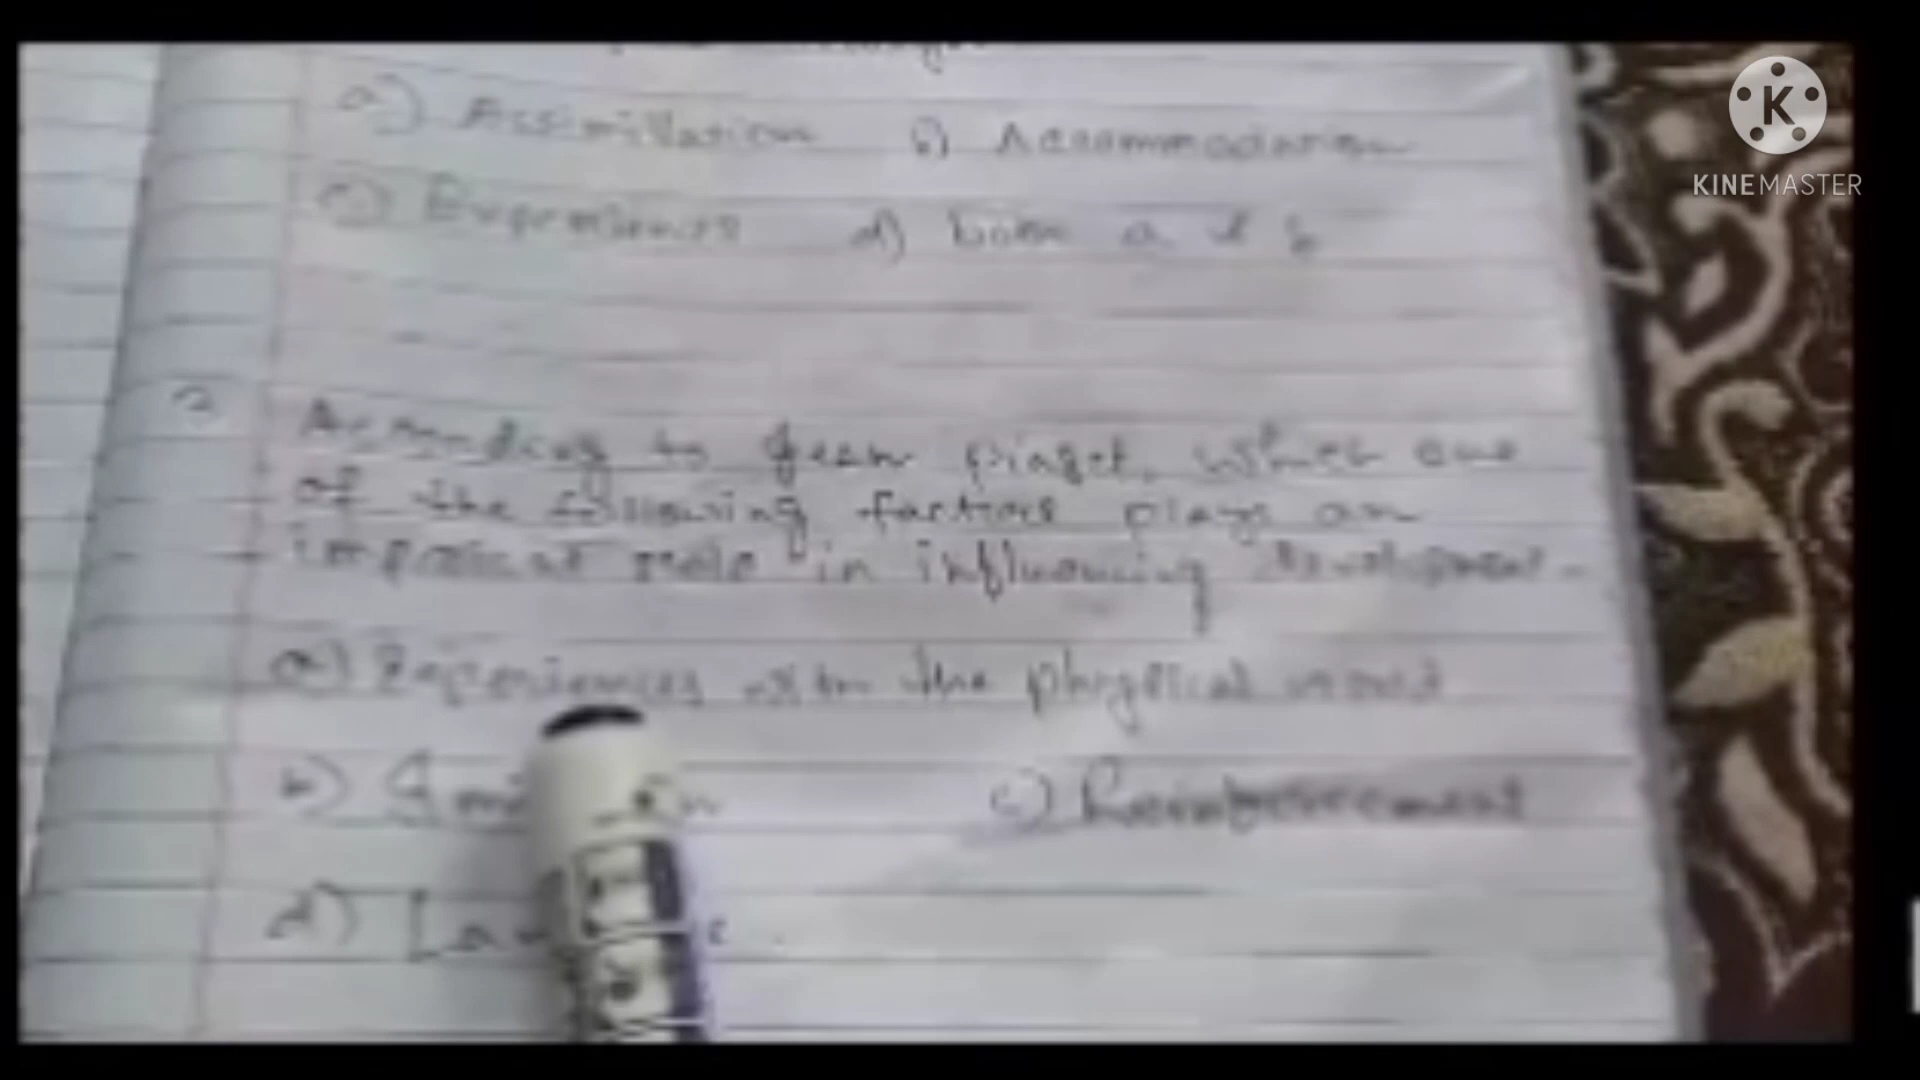 a) Assimillation b) Accommodation
c) Experiences d) both a & b
According to Jean piaget, which one
of the following factors plays an
important role in influencing development.
a) Experiences with the physical world
b) c) Reinforcement
d)
K
KINEMASTER